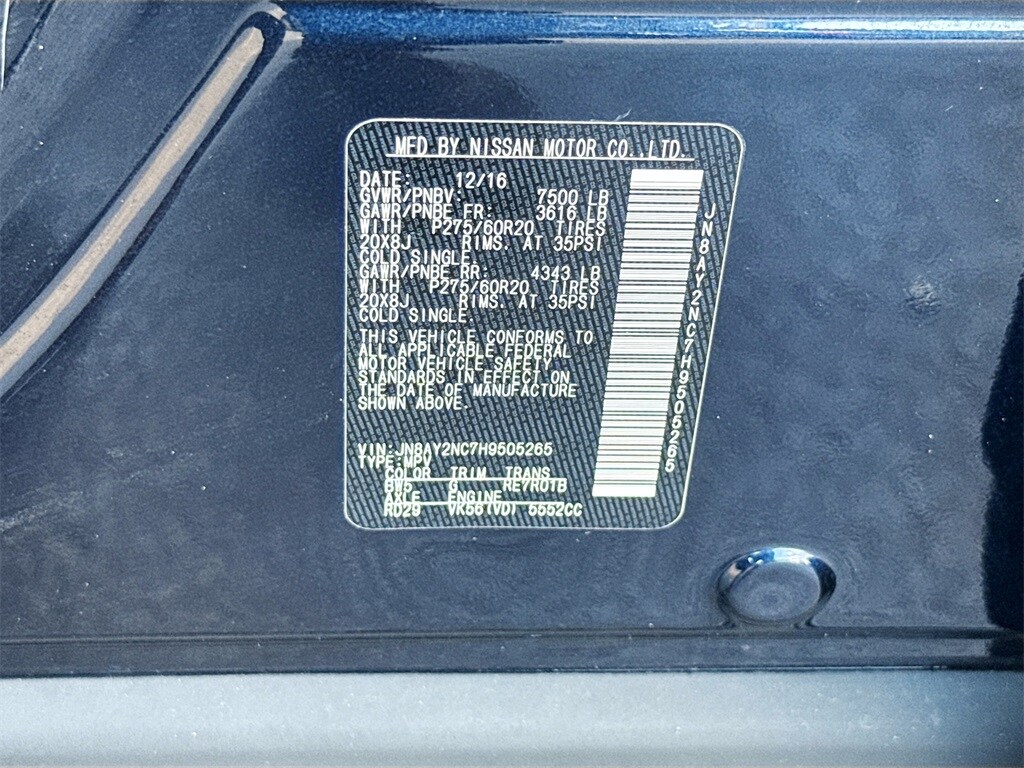 MFD BY NISSAN MOTOR CO., LTD.
DATE: 12/16
GVWR/PNBV: 7500 LB
GAWR/PNBE FR: 3616 LB
WITH P275/60R20 TIRES
20X8J RIMS. AT 35PSI
COLD SINGLE
GAWR/PNBE RR: 4343 LB
WITH P275/60R20 TIRES
20X8J RIMS. AT 35PSI
COLD SINGLE
THIS VEHICLE CONFORMS TO
ALL APPLICABLE FEDERAL
MOTOR VEHICLE SAFETY
STANDARDS IN EFFECT ON
THE DATE OF MANUFACTURE
SHOWN ABOVE.
VIN:JN8AY2NC7H9505265
TYPE:MPV
COLOR TRIM TRANS
BW5 G RE7R01B
AXLE ENGINE
RD29 VK56(VD) 5552CC
JN8AY2NC7H9505265